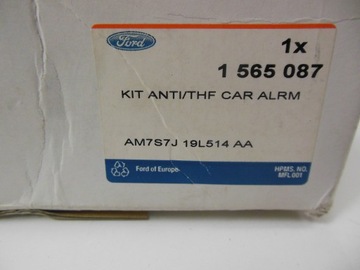 Ford
1x
1 565 087
KIT ANTI/THF CAR ALRM
AM7S7J 19L514 AA
Ford of Europe
HPMS. NO.
MFL001